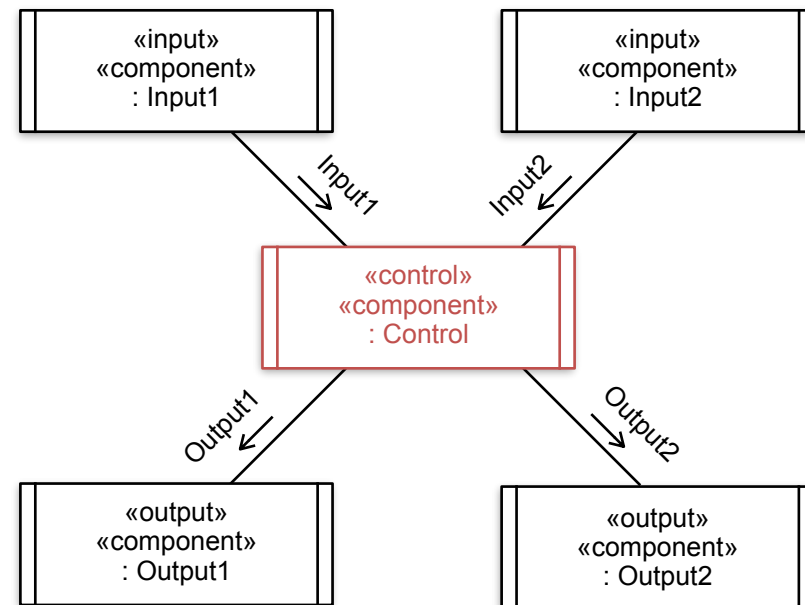 «input»
«component»
: Input1
«input»
«component»
: Input2
Input1
Input2
«control»
«component»
: Control
Output1
Output2
«output»
«component»
: Output1
«output»
«component»
: Output2